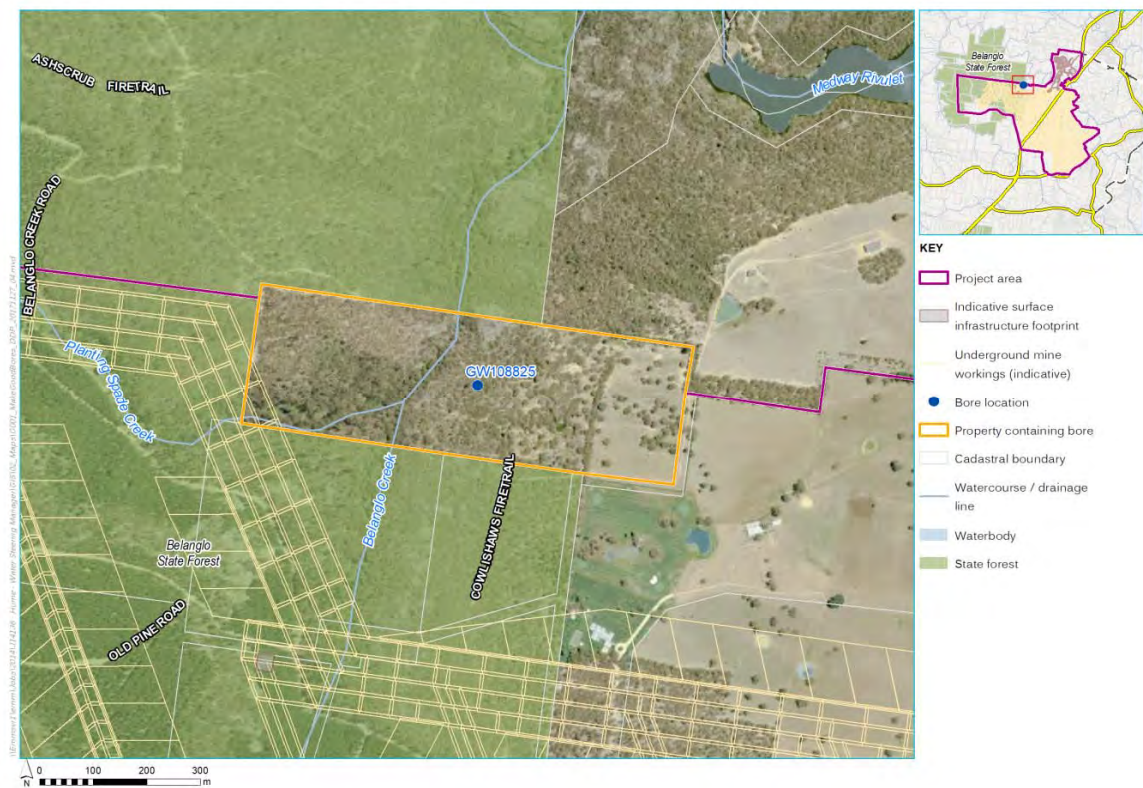 ASHSCRUB FIRETRAIL
Medway Rivulet
BELANGLO CREEK ROAD
GW108825
Planting Spade Creek
Belanglo Creek
COWLISHAWS FIRETRAIL
Belanglo
State Forest
OLD PINE ROAD
N
0 100 200 300
m
Belanglo
State Forest
KEY
Project area
Indicative surface
infrastructure footprint
Underground mine
workings (indicative)
Bore location
Property containing bore
Cadastral boundary
Watercourse / drainage
line
Waterbody
State forest